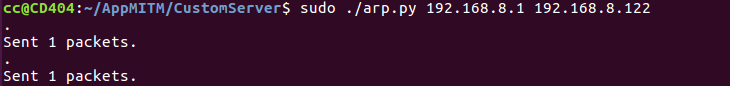 cc@CD404:~/AppMITM/CustomServer$ sudo ./arp.py 192.168.8.1 192.168.8.122
.
Sent 1 packets.
.
Sent 1 packets.